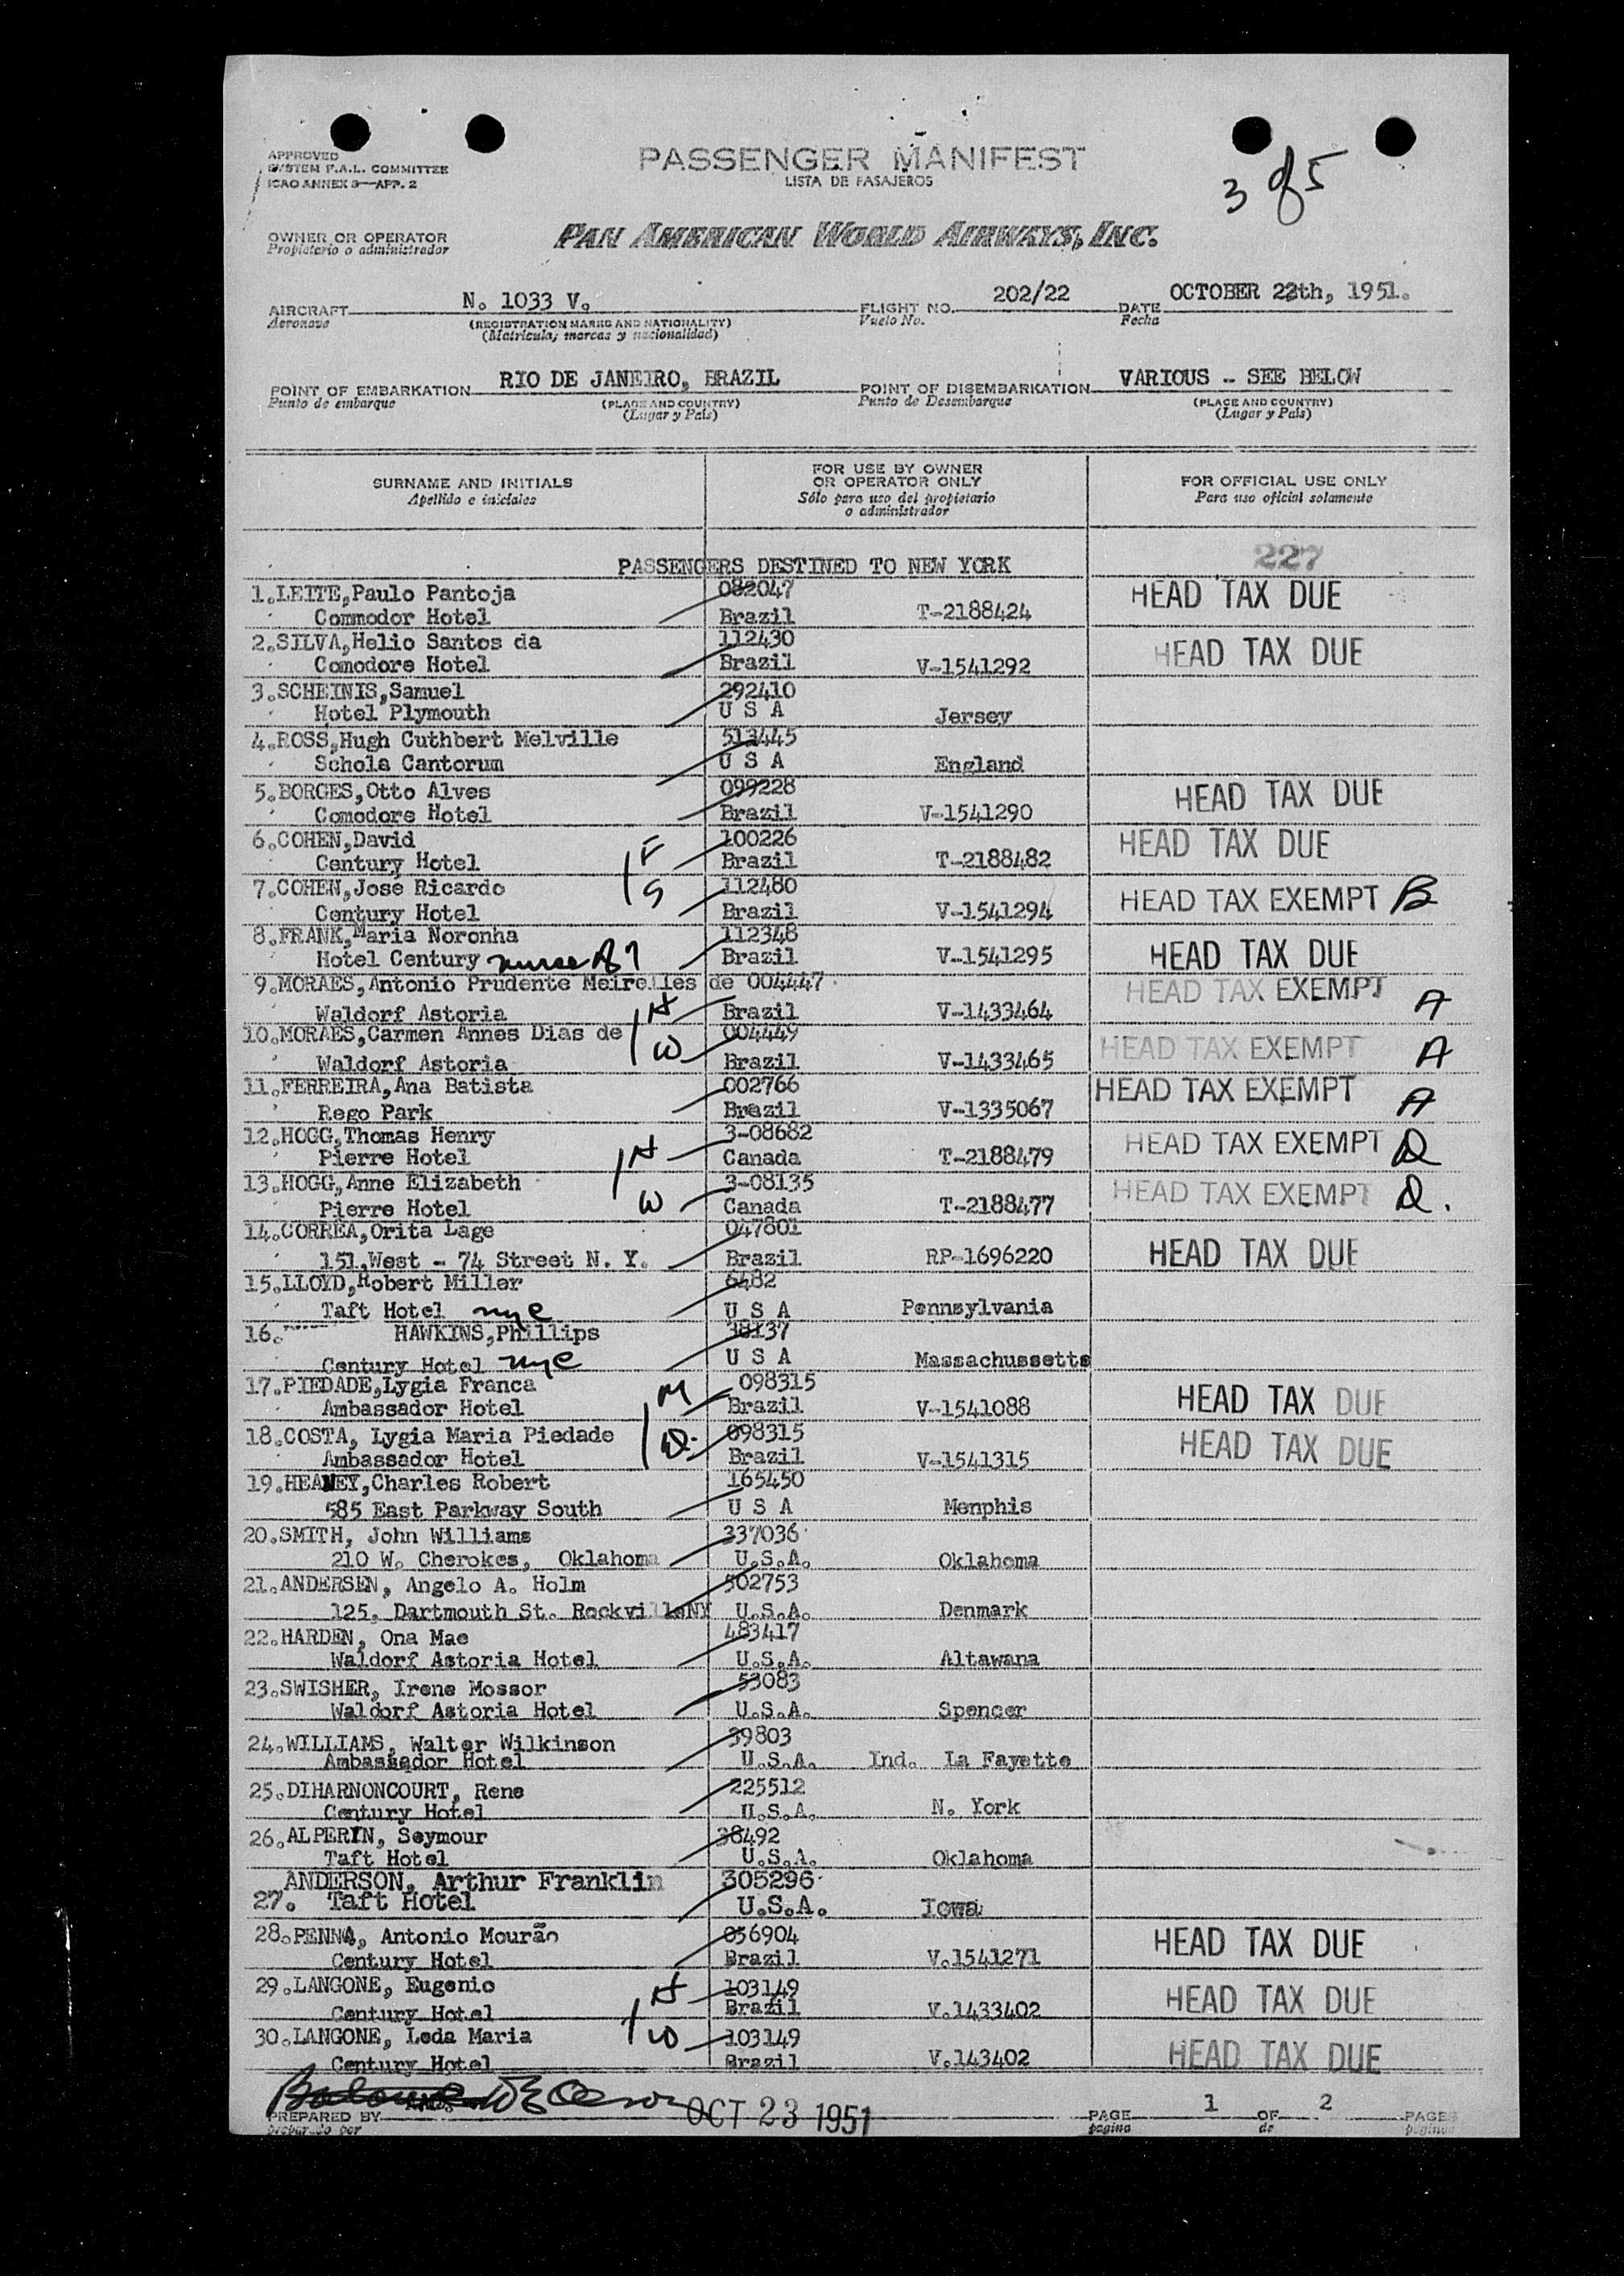 APPROVED
SYSTEM F.A.L. COMMITTEE
ICAO ANNEX 9—APP. 2
PASSENGER MANIFEST
LISTA DE PASAJEROS
3 of 5
OWNER OR OPERATOR
Propietario o administrador
PAN AMERICAN WORLD AIRWAYS, INC.
AIRCRAFT N. 1033 V. FLIGHT NO. 202/22 DATE OCTOBER 22th, 1951.
Aeronave (REGISTRATION MARKS AND NATIONALITY) Vuelo No. Fecha
(Matricula, marcas y nacionalidad)
POINT OF EMBARKATION RIO DE JANEIRO, BRAZIL POINT OF DISEMBARKATION VARIOUS - SEE BELOW
Punto de embarque (PLACE AND COUNTRY) Punto de Desembarque (PLACE AND COUNTRY)
(Lugar y País) (Lugar y País)
SURNAME AND INITIALS FOR USE BY OWNER OR OPERATOR ONLY FOR OFFICIAL USE ONLY
Apellido e iniciales Sólo para uso del propietario o administrador Para uso oficial solamente
PASSENGERS DESTINED TO NEW YORK 227
1.LEITE,Paulo Pantoja 082047 HEAD TAX DUE
Commodor Hotel Brazil T-2188424
2.SILVA,Helio Santos da 112430 HEAD TAX DUE
Comodore Hotel Brazil V-1541292
3.SCHEINIS,Samuel 292410
Hotel Plymouth U S A Jersey
4.ROSS,Hugh Cuthbert Melville 513445
Schola Cantorum U S A England
5.BORGES,Otto Alves 099228 HEAD TAX DUE
Comodore Hotel Brazil V-1541290
6.COHEN,David F 100226 HEAD TAX DUE
Century Hotel Brazil T-2188482
7.COHEN,Jose Ricardo S 112480 HEAD TAX EXEMPT B
Century Hotel Brazil V-1541294
8.FRANK,Maria Noronha 112348
Hotel Century nurse of 7 Brazil V-1541295 HEAD TAX DUE
9.MORAES,Antonio Prudente Meirelles de 004447 HEAD TAX EXEMPT A
Waldorf Astoria H Brazil V-1433464
10.MORAES,Carmen Annes Dias de W 004449 HEAD TAX EXEMPT A
Waldorf Astoria Brazil V-1433465
11.FERREIRA,Ana Batista 002766 HEAD TAX EXEMPT A
Rego Park Brazil V-1335067
12.HOGG,Thomas Henry H 3-08682 HEAD TAX EXEMPT D
Pierre Hotel Canada T-2188479
13.HOGG,Anne Elizabeth W 3-08135 HEAD TAX EXEMPT D.
Pierre Hotel Canada T-2188477
14.CORRÊA,Orita Lage 047801
151,West - 74 Street N. Y. Brazil RP-1696220 HEAD TAX DUE
15.LLOYD,Robert Miller 6482
Taft Hotel nyc U S A Pennsylvania
16. HAWKINS,Phillips 38137
Century Hotel nyc U S A Massachussetts
17.PIEDADE,Lygia Franca M 098315 HEAD TAX DUE
Ambassador Hotel Brazil V-1541088
18.COSTA, Lygia Maria Piedade D. 098315 HEAD TAX DUE
Ambassador Hotel Brazil V-1541315
19.HEANEY,Charles Robert 165450
585 East Parkway South U S A Menphis
20.SMITH, John Williams 337036
210 W. Cherokes, Oklahoma U.S.A. Oklahoma
21.ANDERSEN, Angelo A. Holm 502753
125, Dartmouth St. RockvilleNY U.S.A. Denmark
22.HARDEN, Ona Mae 483417
Waldorf Astoria Hotel U.S.A. Altawana
23.SWISHER, Irene Mossor 53083
Waldorf Astoria Hotel U.S.A. Spencer
24.WILLIAMS, Walter Wilkinson 39803
Ambassador Hotel U.S.A. Ind. La Fayette
25.DIHARNONCOURT, Rene 225512
Century Hotel U.S.A. N. York
26.ALPERIN, Seymour 38492
Taft Hotel U.S.A. Oklahoma
ANDERSON, Arthur Franklin 305296
27. Taft Hotel U.S.A. Iowa
28.PENNA, Antonio Mourão 056904 HEAD TAX DUE
Century Hotel Brazil V.1541271
29.LANGONE, Eugenio H 103149 HEAD TAX DUE
Century Hotel Brazil V.1433402
30.LANGONE, Leda Maria W 103149 HEAD TAX DUE
Century Hotel Brazil V.143402
PREPARED BY OCT 23 1951 PAGE 1 OF 2 PAGES
preparado por pagina de paginas